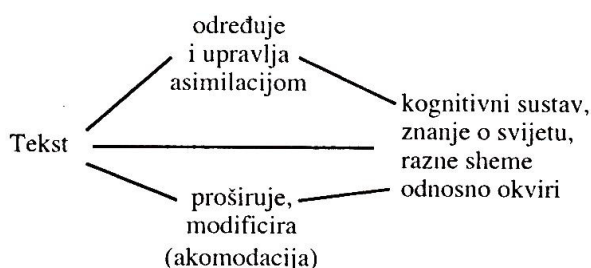 određuje
i upravlja
asimilacijom
Tekst
kognitivni sustav,
znanje o svijetu,
razne sheme
odnosno okviri
proširuje,
modificira
(akomodacija)